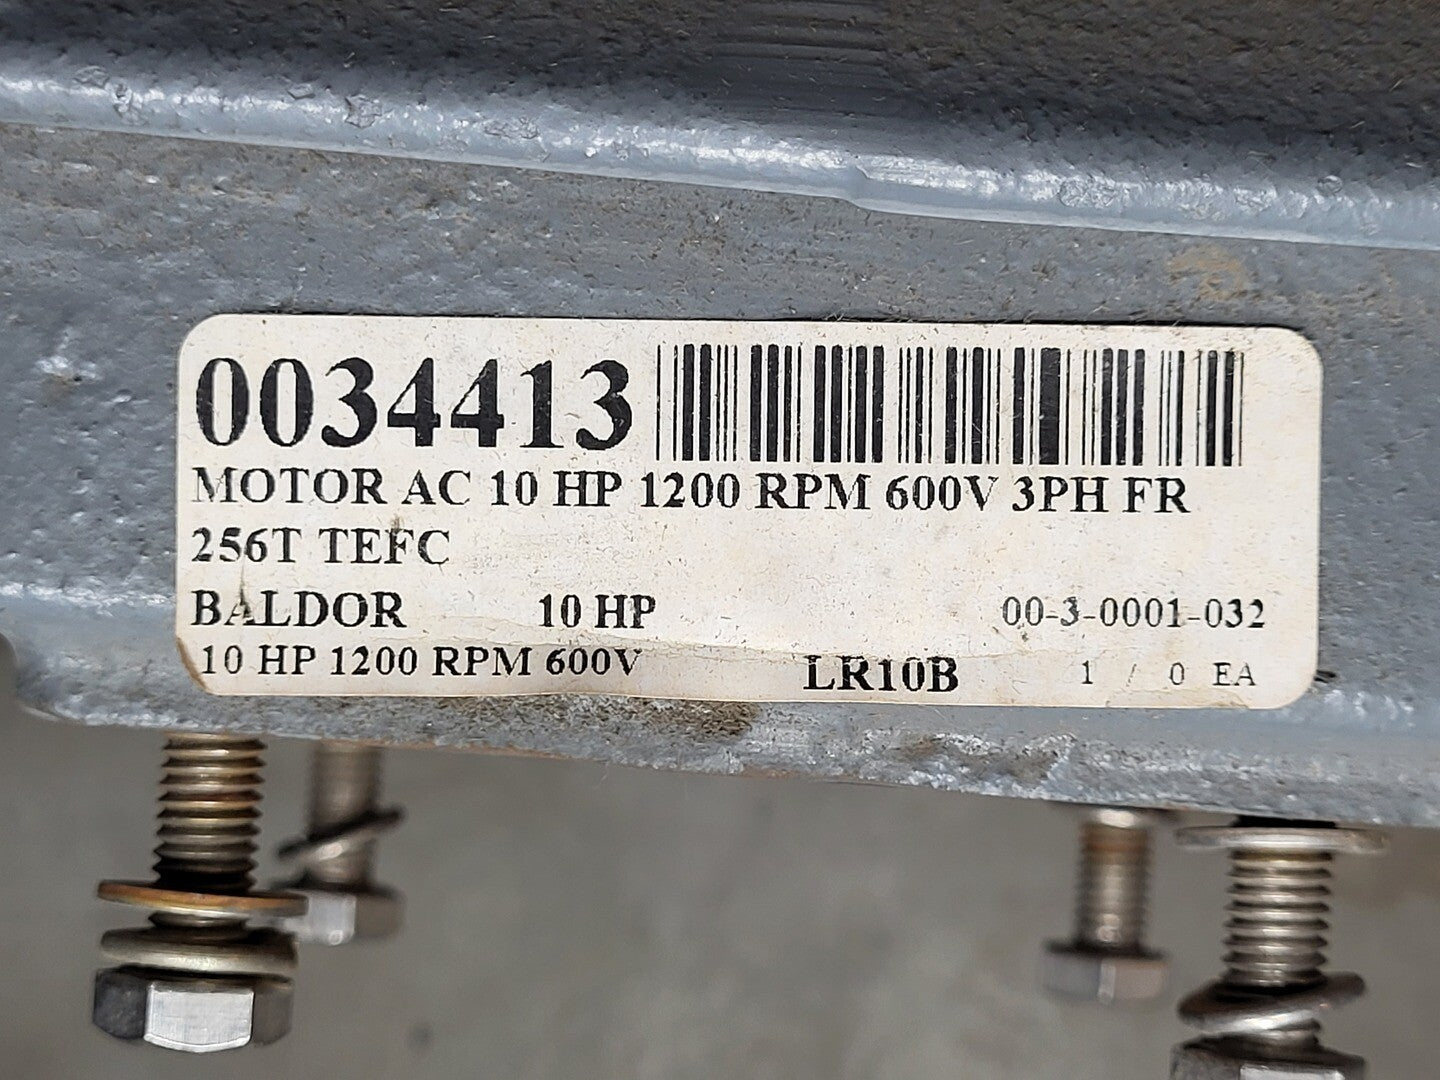 0034413
MOTOR AC 10 HP 1200 RPM 600V 3PH FR
256T TEFC
BALDOR 10 HP 00-3-0001-032
10 HP 1200 RPM 600V LR10B 1 / 0 EA